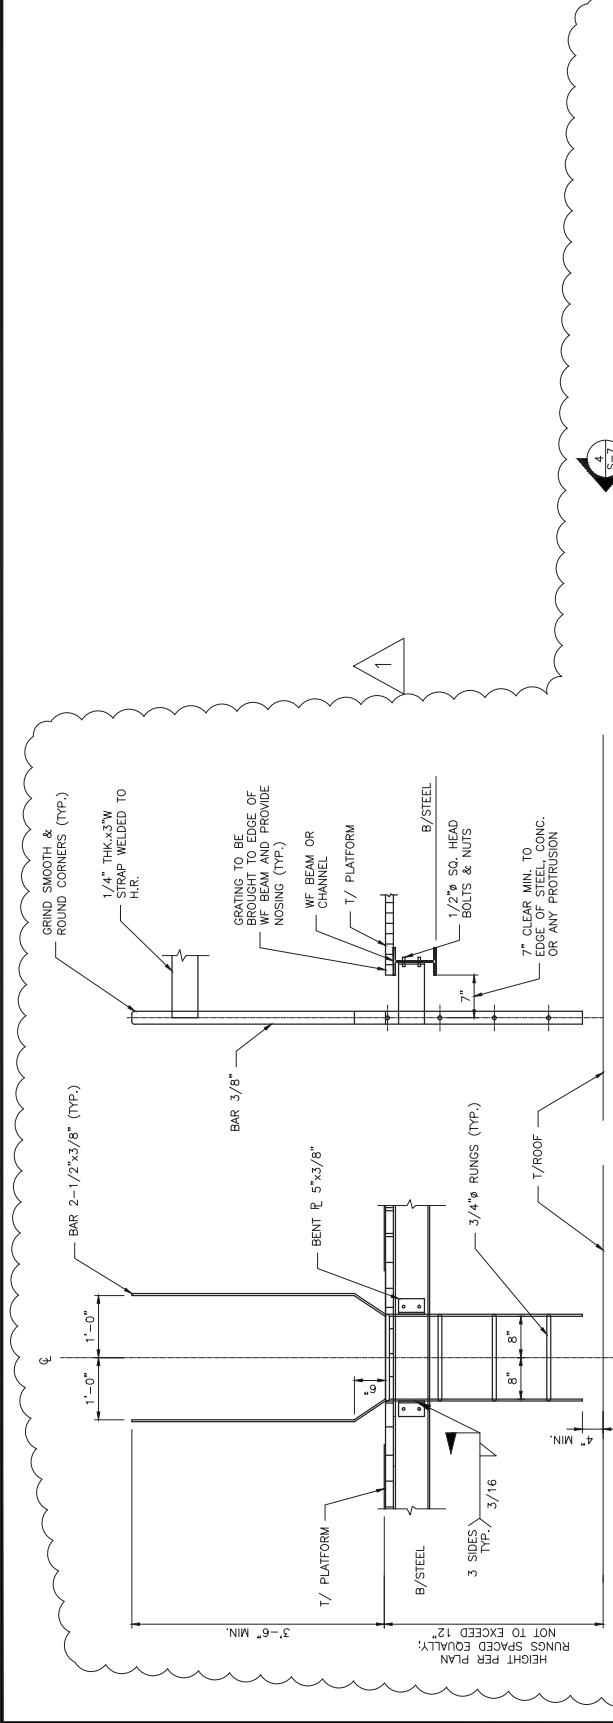 ℄
1'-0"
1'-0"
BAR 2-1/2"x3/8" (TYP.)
GRIND SMOOTH &
ROUND CORNERS (TYP.)
1/4" THK.x3"W
STRAP WELDED TO
H.R.
3'-6" MIN.
6"
BAR 3/8"
GRATING TO BE
BROUGHT TO EDGE OF
WF BEAM AND PROVIDE
NOSING (TYP.)
WF BEAM OR
CHANNEL
T/ PLATFORM
B/STEEL
1/2"ø SQ. HEAD
BOLTS & NUTS
7"
7" CLEAR MIN. TO
EDGE OF STEEL, CONC.
OR ANY PROTRUSION
T/ PLATFORM
B/STEEL
BENT ⅊ 5"x3/8"
3 SIDES
TYP.
3/16
3/4"ø RUNGS (TYP.)
8"
8"
4"
MIN.
T/ROOF
HEIGHT PER PLAN
RUNGS SPACED EQUALLY;
NOT TO EXCEED 12"
1
4
S-7